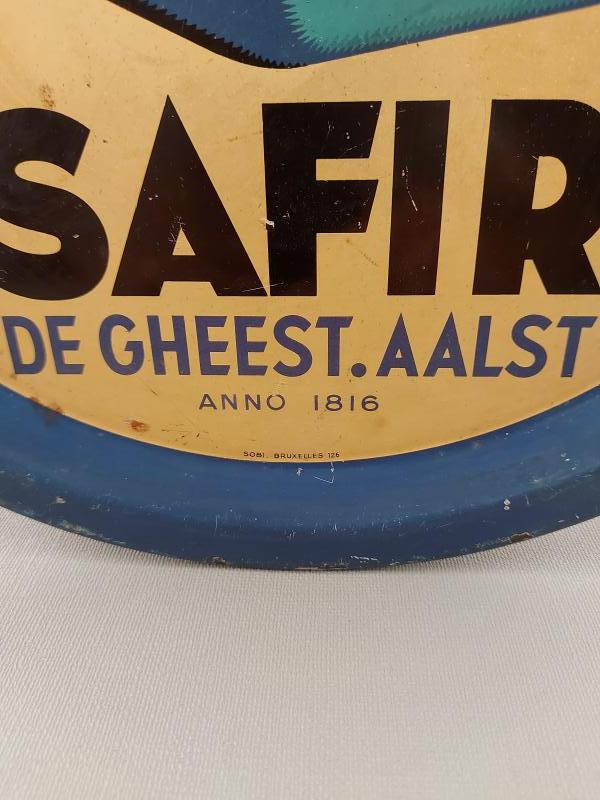 SAFIR
DE GHEEST. AALST
ANNO 1816
SOBI. BRUXELLES 126